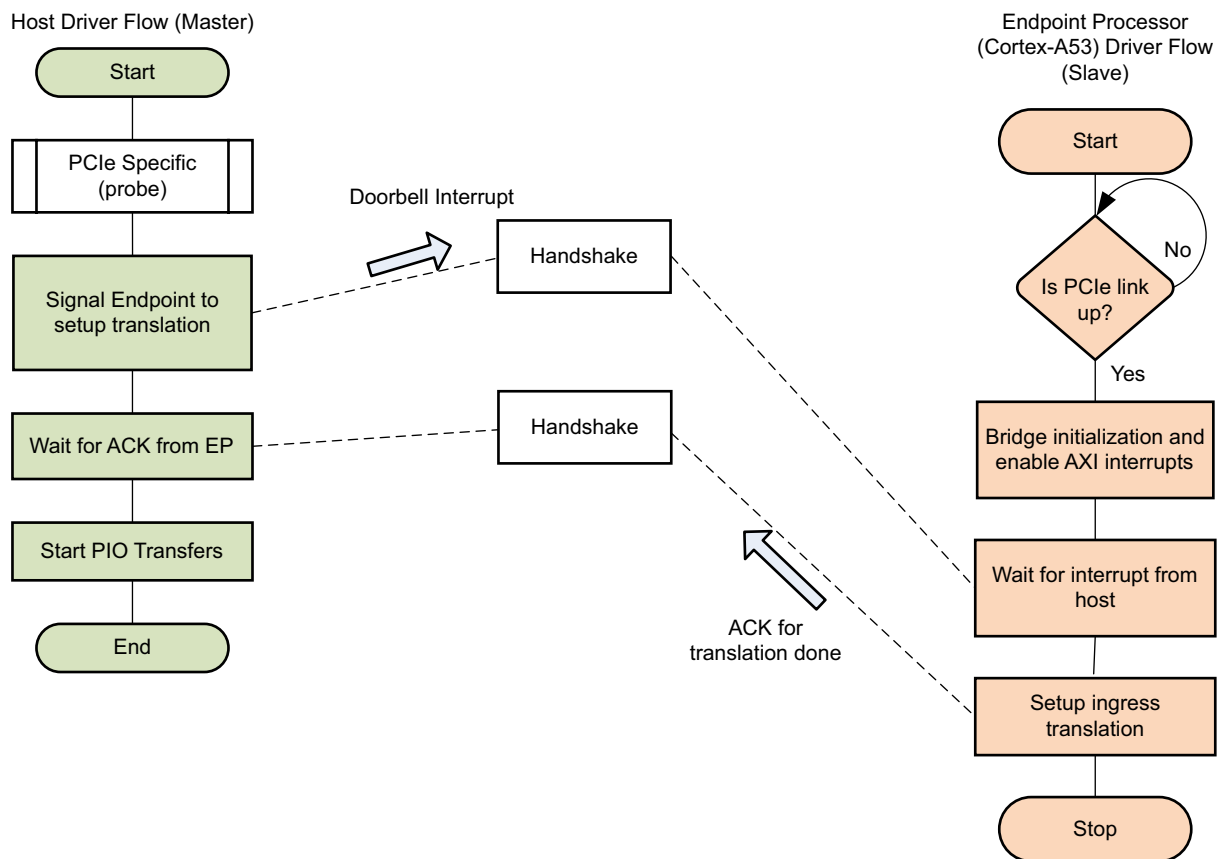 Host Driver Flow (Master)
Start
PCIe Specific
(probe)
Signal Endpoint to
setup translation
Wait for ACK from EP
Start PIO Transfers
End
Doorbell Interrupt
Handshake
Handshake
ACK for
translation done
Endpoint Processor
(Cortex-A53) Driver Flow
(Slave)
Start
No
Is PCIe link
up?
Yes
Bridge initialization and
enable AXI interrupts
Wait for interrupt from
host
Setup ingress
translation
Stop